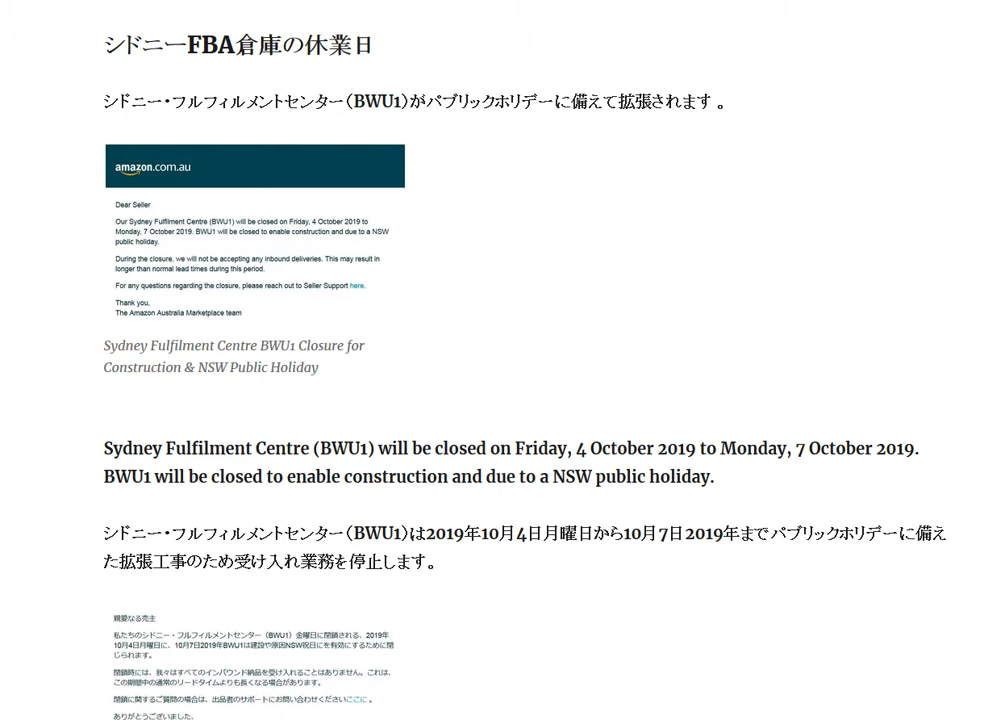 シドニーFBA倉庫の休業日
シドニー・フルフィルメントセンター（BWU1）がパブリックホリデーに備えて拡張されます 。
amazon.com.au
Dear Seller
Our Sydney Fulfilment Centre (BWU1) will be closed on Friday, 4 October 2019 to
Monday, 7 October 2019. BWU1 will be closed to enable construction and due to a NSW
public holiday.
During the closure, we will not be accepting any inbound deliveries. This may result in
longer than normal lead times during this period.
For any questions regarding the closure, please reach out to Seller Support here.
Thank you,
The Amazon Australia Marketplace team
Sydney Fulfilment Centre BWU1 Closure for
Construction & NSW Public Holiday
Sydney Fulfilment Centre (BWU1) will be closed on Friday, 4 October 2019 to Monday, 7 October 2019.
BWU1 will be closed to enable construction and due to a NSW public holiday.
シドニー・フルフィルメントセンター（BWU1）は2019年10月4日月曜日から10月7日2019年までパブリックホリデーに備え
た拡張工事のため受け入れ業務を停止します。
親愛なる売主
私たちのシドニー・フルフィルメントセンター（BWU1）金曜日に閉鎖される、2019年
10月4日月曜日に、10月7日2019年BWU1は建設や原因NSW祝日にを有効にするために閉
じられます。
閉鎖時には、我々はすべてのインバウンド納品を受け入れることはありません。これは、
この期間中の通常のリードタイムよりも長くなる場合があります。
閉鎖に関するご質問の場合は、出品者のサポートにお問い合わせくださいここに 。
ありがとうございました、